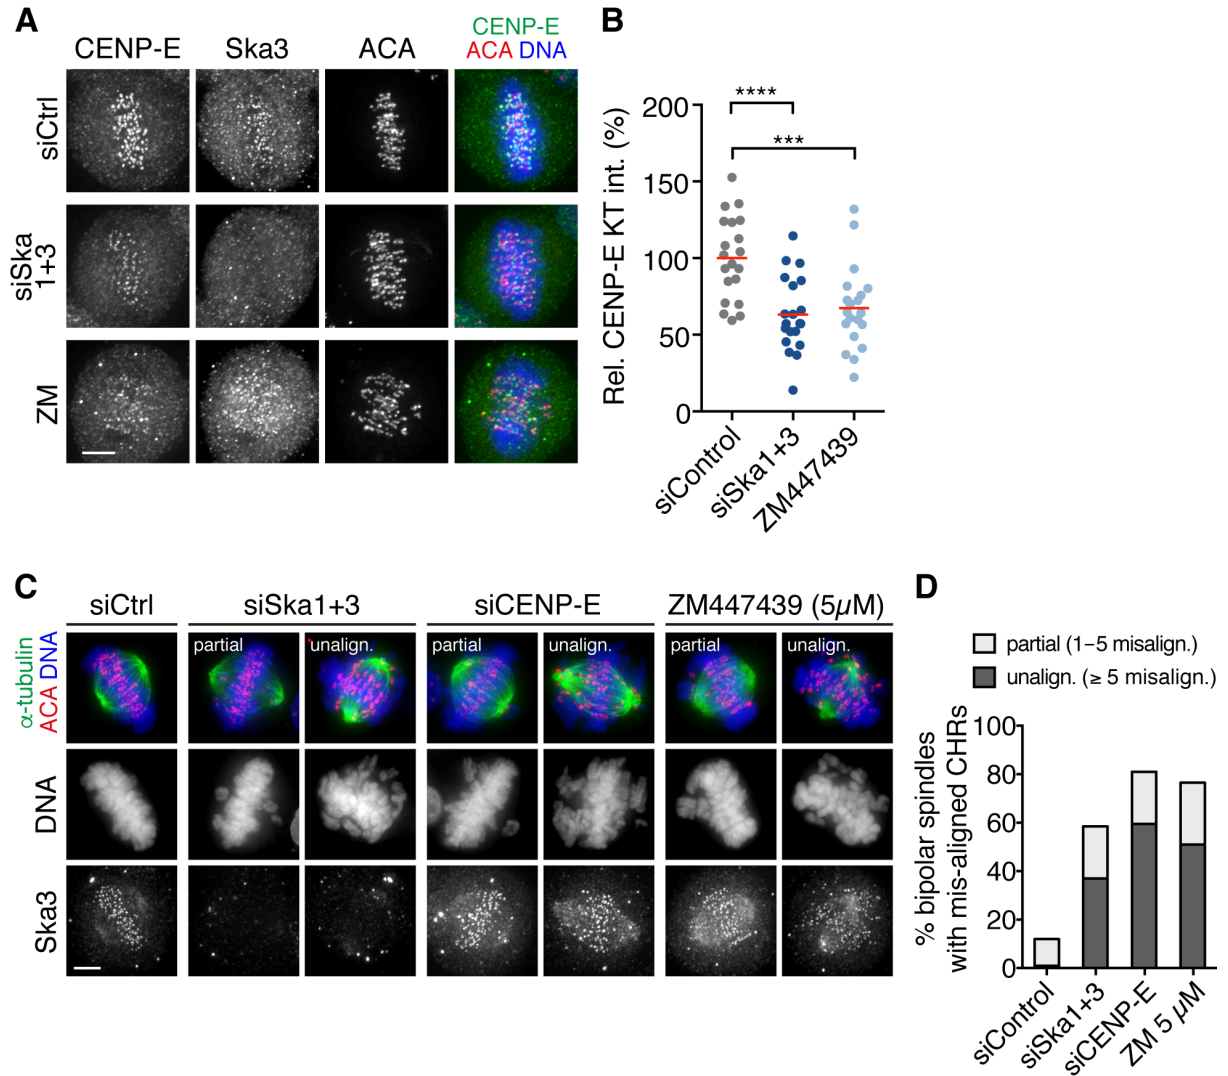 A
CENP-E
Ska3
ACA
CENP-E
ACA DNA
siCtrl
siSka
1+3
ZM
B
Rel. CENP-E KT int. (%)
200
150
100
50
0
****
***
siControl
siSka1+3
ZM447439
C
siCtrl
siSka1+3
siCENP-E
ZM447439 (5µM)
α-tubulin
ACA DNA
partial
unalign.
partial
unalign.
partial
unalign.
DNA
Ska3
D
partial (1–5 misalign.)
unalign. (≥ 5 misalign.)
% bipolar spindles
with mis-aligned CHRs
100
80
60
40
20
0
siControl
siSka1+3
siCENP-E
ZM 5 µM